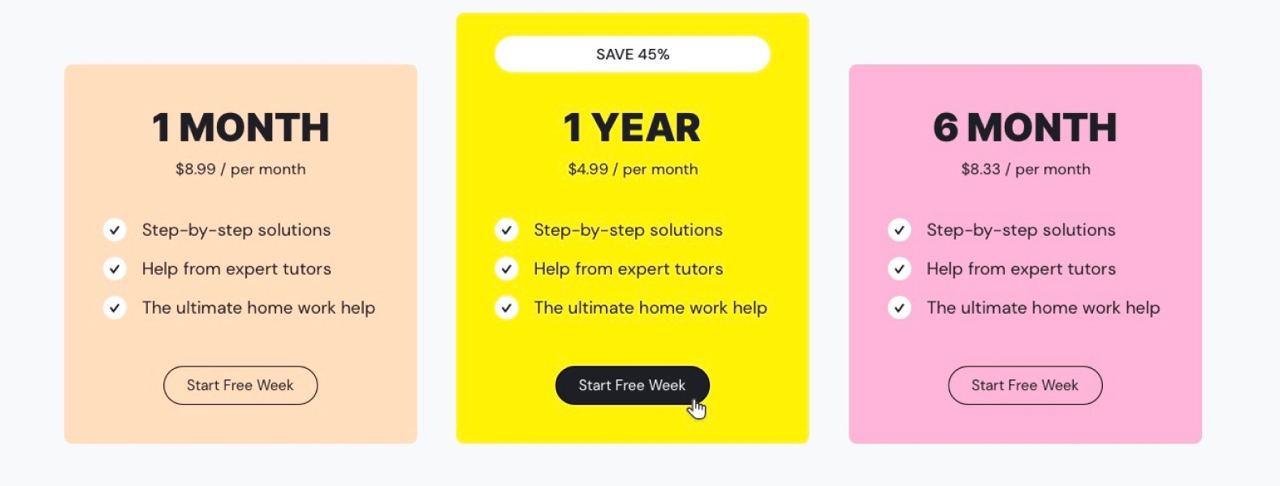 1 MONTH
$8.99 / per month
Step-by-step solutions
Help from expert tutors
The ultimate home work help
Start Free Week
SAVE 45%
1 YEAR
$4.99 / per month
Step-by-step solutions
Help from expert tutors
The ultimate home work help
Start Free Week
6 MONTH
$8.33 / per month
Step-by-step solutions
Help from expert tutors
The ultimate home work help
Start Free Week